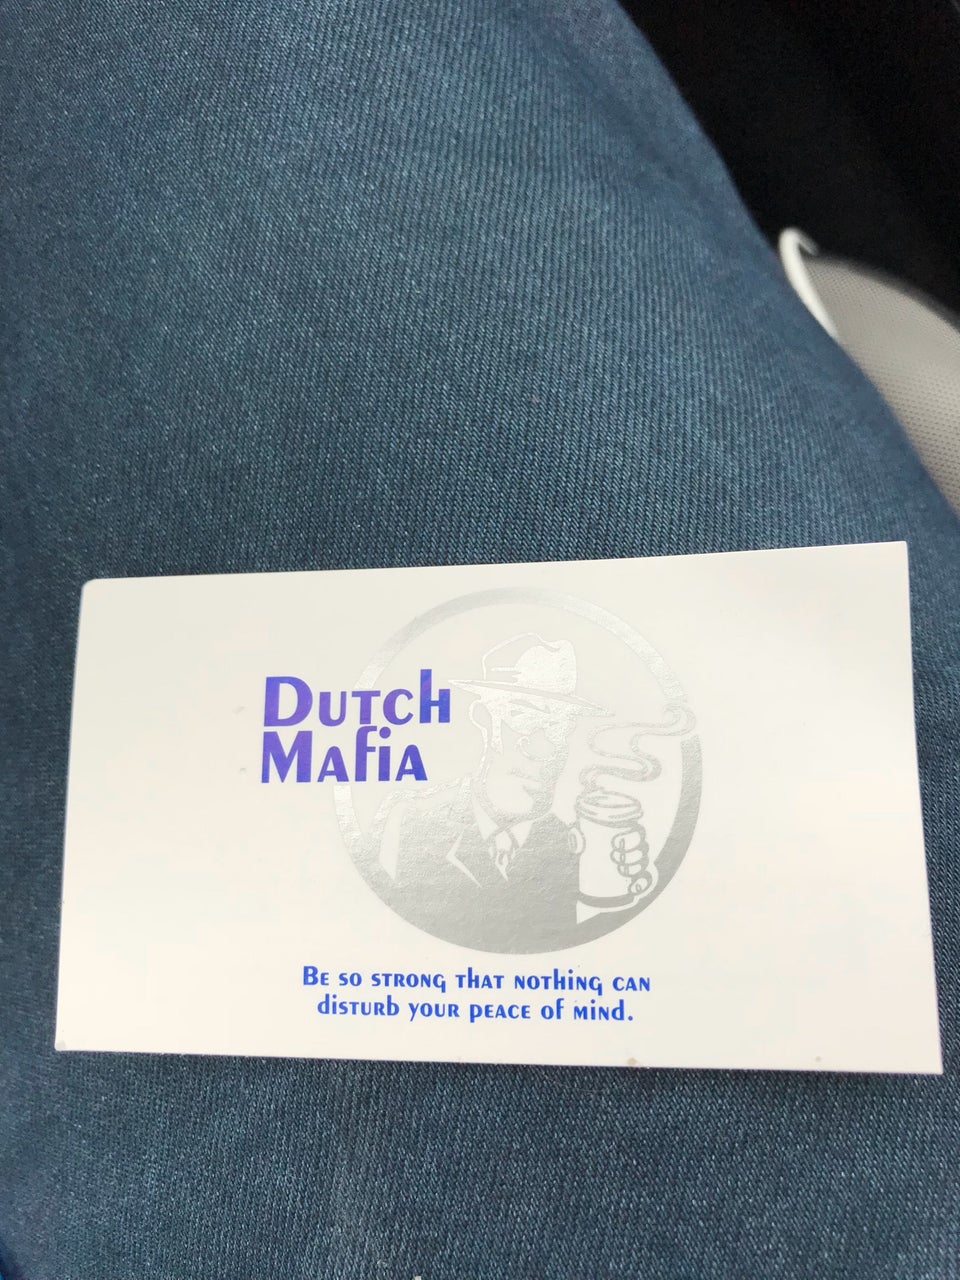 Dutch
Mafia
Be so strong that nothing can
disturb your peace of mind.